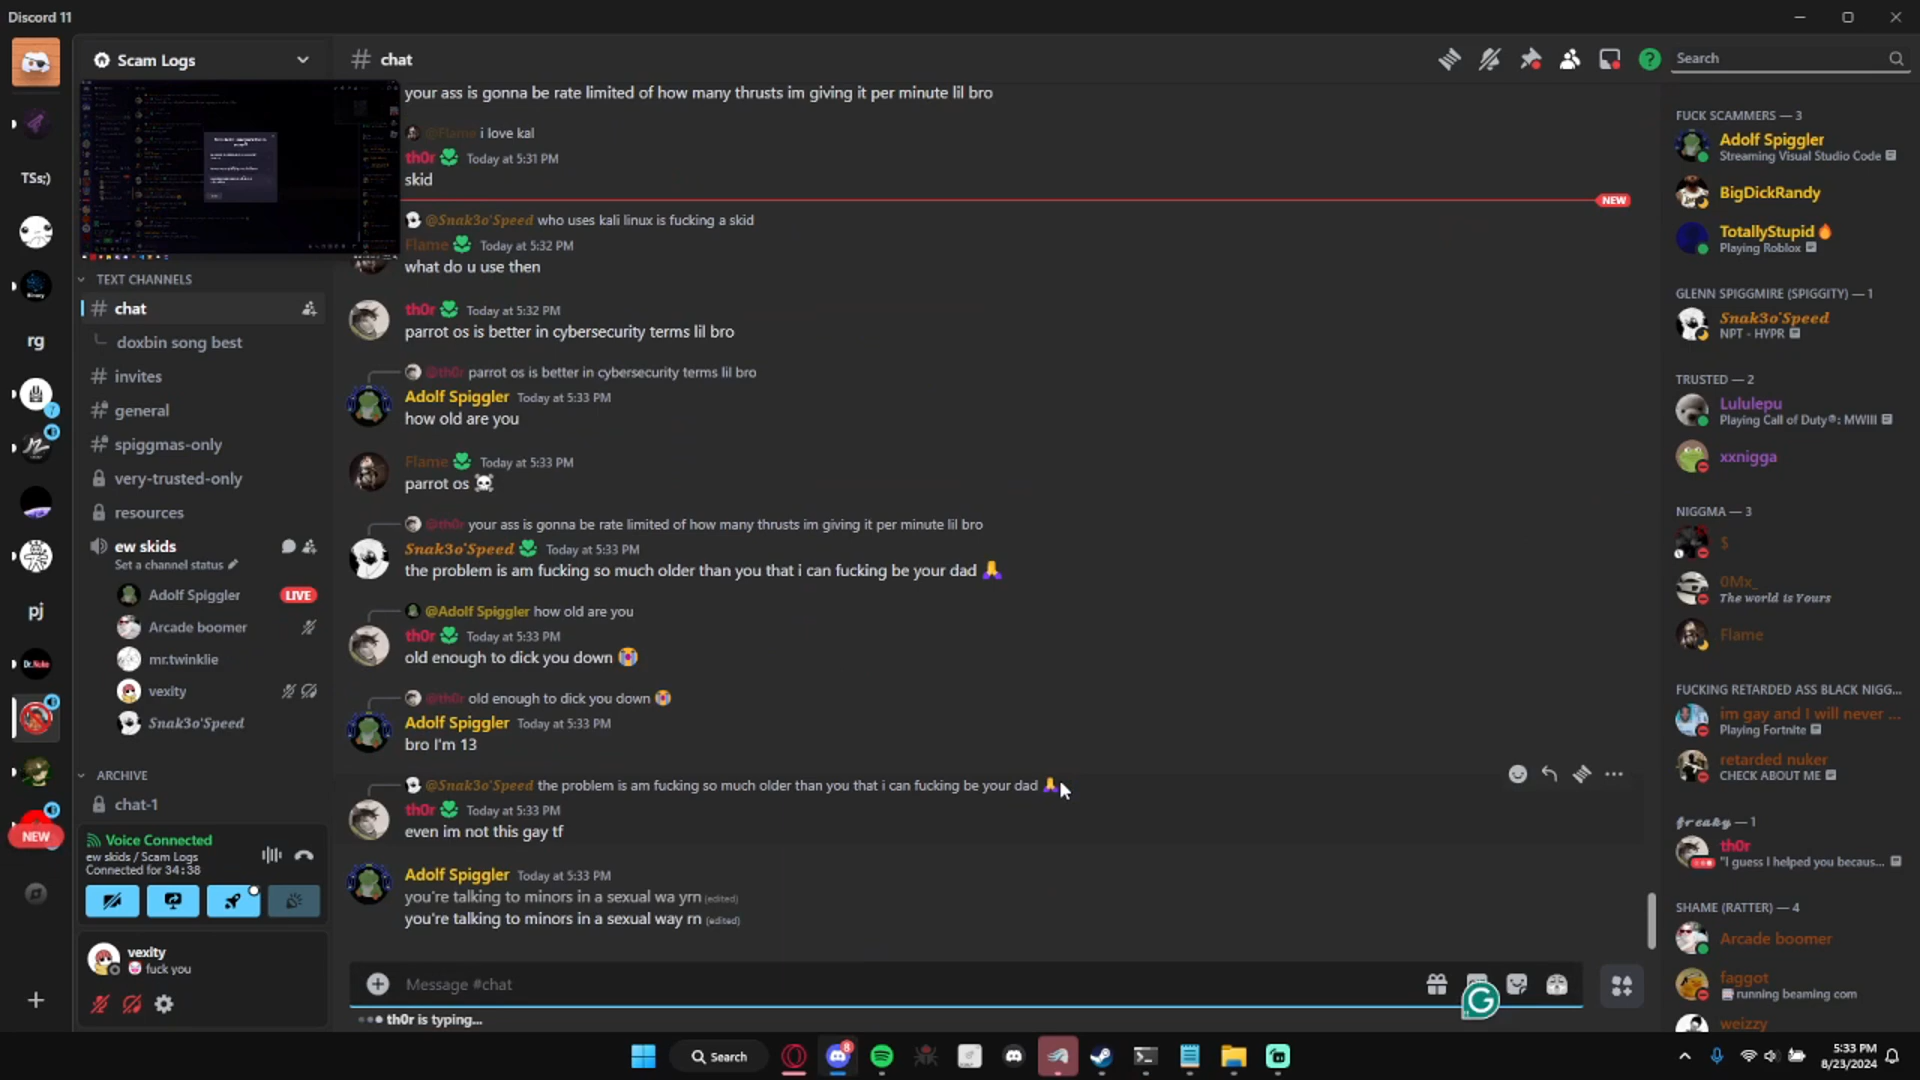 Discord 11
Scam Logs
# chat
Search
your ass is gonna be rate limited of how many thrusts im giving it per minute lil bro
@Flame i love kal
th0r Today at 5:31 PM
skid
NEW
@Snak3o'Speed who uses kali linux is fucking a skid
Flame Today at 5:32 PM
what do u use then
th0r Today at 5:32 PM
parrot os is better in cybersecurity terms lil bro
@th0r parrot os is better in cybersecurity terms lil bro
Adolf Spiggler Today at 5:33 PM
how old are you
Flame Today at 5:33 PM
parrot os ☠️
@th0r your ass is gonna be rate limited of how many thrusts im giving it per minute lil bro
Snak3o'Speed Today at 5:33 PM
the problem is am fucking so much older than you that i can fucking be your dad 🙏
@Adolf Spiggler how old are you
th0r Today at 5:33 PM
old enough to dick you down 😭
@th0r old enough to dick you down 😭
Adolf Spiggler Today at 5:33 PM
bro I'm 13
@Snak3o'Speed the problem is am fucking so much older than you that i can fucking be your dad 🙏
th0r Today at 5:33 PM
even im not this gay tf
Adolf Spiggler Today at 5:33 PM
you're talking to minors in a sexual wa yrn (edited)
you're talking to minors in a sexual way rn (edited)
Message #chat
th0r is typing...
TSs;)
Binary
rg
7
pj
Dr.Nuke
NEW
TEXT CHANNELS
# chat
doxbin song best
# invites
general
spiggmas-only
very-trusted-only
resources
ew skids
Set a channel status
Adolf Spiggler LIVE
Arcade boomer
mr.twinklie
vexity
Snak3o'Speed
ARCHIVE
chat-1
Voice Connected
ew skids / Scam Logs
Connected for 34:38
vexity
fuck you
FUCK SCAMMERS — 3
Adolf Spiggler
Streaming Visual Studio Code
BigDickRandy
TotallyStupid 🔥
Playing Roblox
GLENN SPIGGMIRE (SPIGGITY) — 1
Snak3o'Speed
NPT - HYPR
TRUSTED — 2
Lululepu
Playing Call of Duty®: MWIII
xxnigga
NIGGMA — 3
$
0Mx_
The world is Yours
Flame
FUCKING RETARDED ASS BLACK NIGG...
im gay and I will never ...
Playing Fortnite
retarded nuker
CHECK ABOUT ME
freaky — 1
th0r
"I guess I helped you becaus...
SHAME (RATTER) — 4
Arcade boomer
faggot
running beaming com
weizzy
Search
8
5:33 PM
8/23/2024